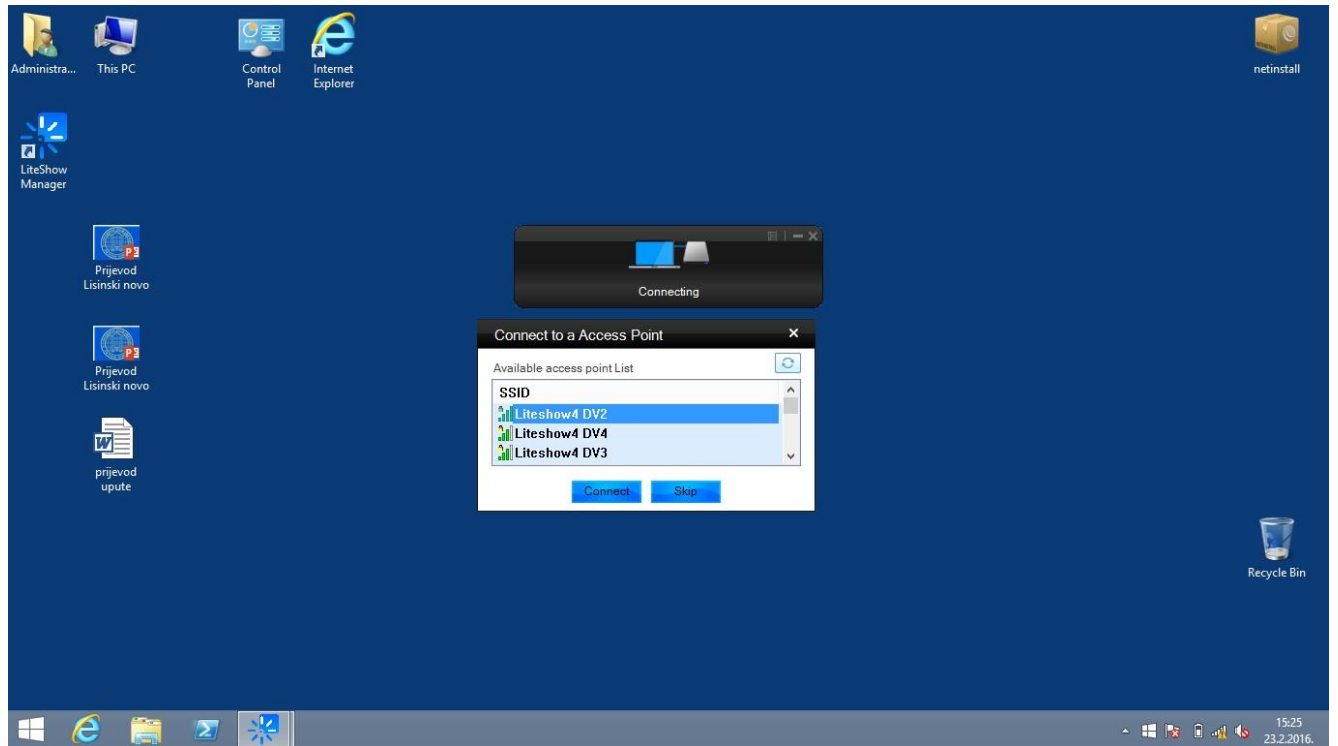 Administra...
This PC
Control
Panel
Internet
Explorer
netinstall
LiteShow
Manager
Prijevod
Lisinski novo
Connecting
Connect to a Access Point
Available access point List
SSID
Liteshow4 DV2
Liteshow4 DV4
Liteshow4 DV3
Connect
Skip
Prijevod
Lisinski novo
prijevod
upute
Recycle Bin
15:25
23.2.2016.